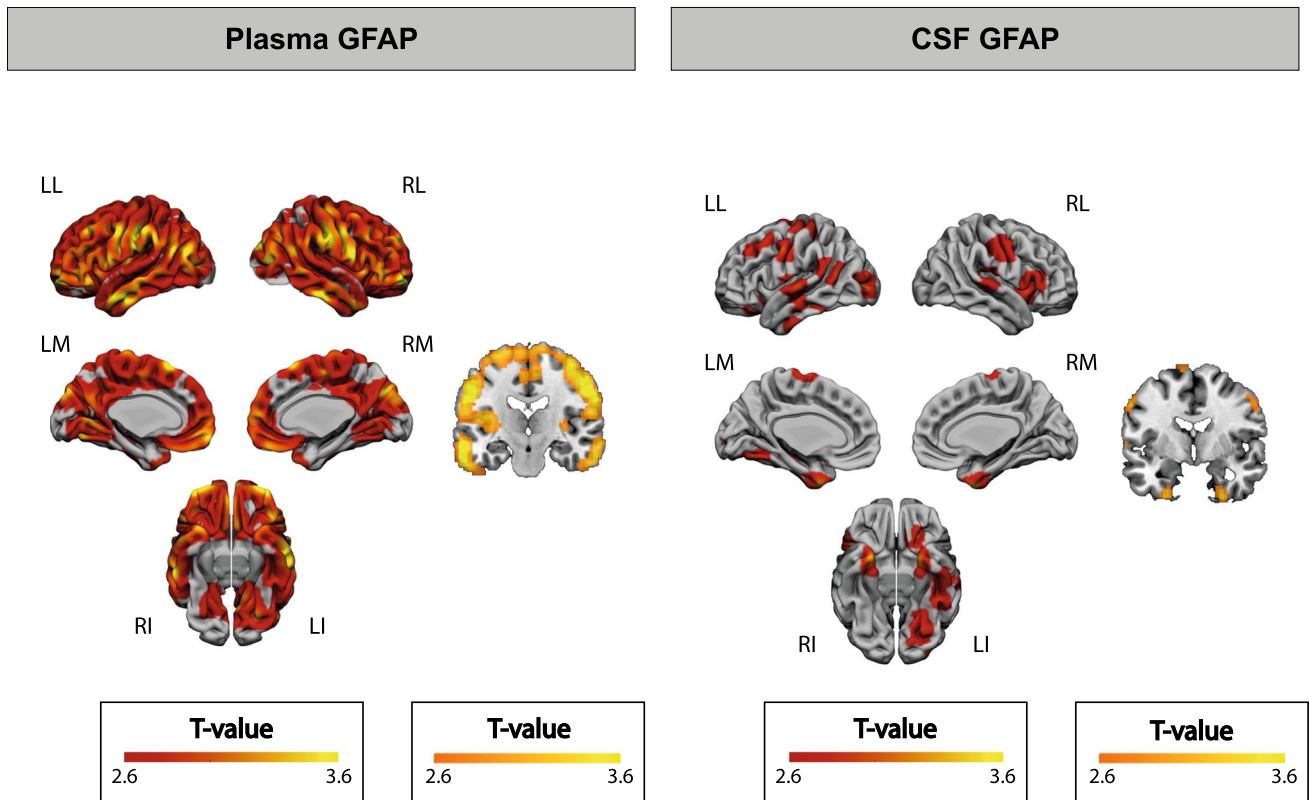 Plasma GFAP
CSF GFAP
LL
RL
LM
RM
RI
LI
LL
RL
LM
RM
RI
LI
T-value
2.6
3.6
T-value
2.6
3.6
T-value
2.6
3.6
T-value
2.6
3.6